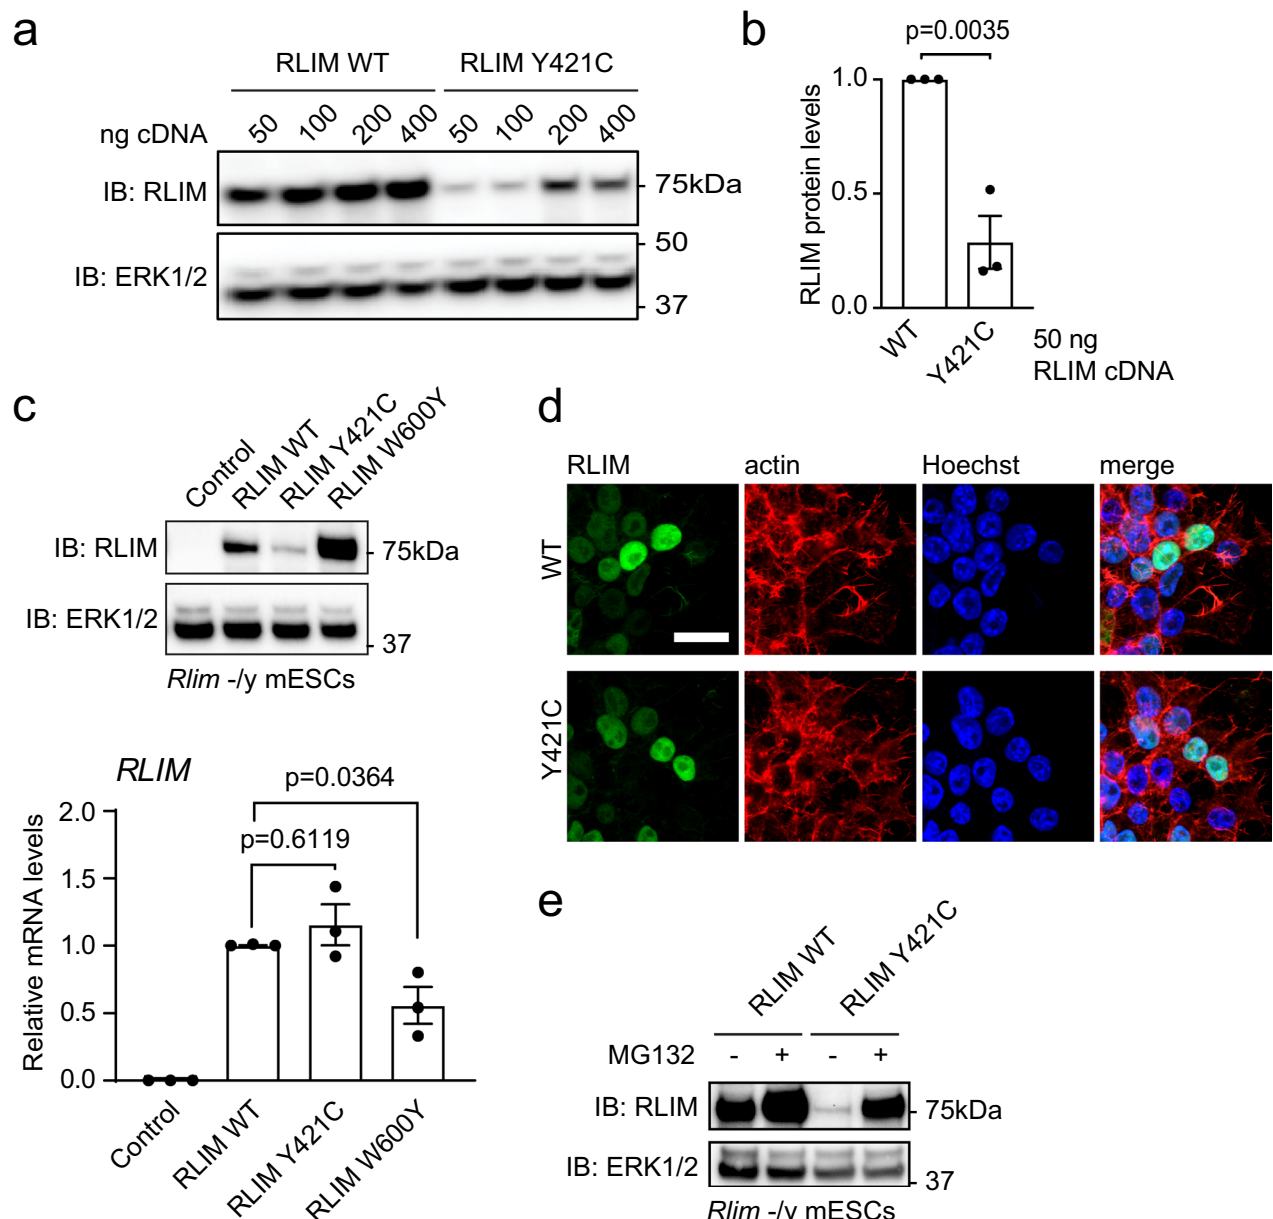 a
RLIM WT RLIM Y421C
ng cDNA 50 100 200 400 50 100 200 400
IB: RLIM 75kDa
IB: ERK1/2 50
37
b
p=0.0035
RLIM protein levels
1.0
0.5
0.0
WT Y421C
50 ng
RLIM cDNA
c
Control RLIM WT RLIM Y421C RLIM W600Y
IB: RLIM 75kDa
IB: ERK1/2 37
Rlim -/y mESCs
RLIM
p=0.0364
p=0.6119
Relative mRNA levels
2.0
1.5
1.0
0.5
0.0
Control RLIM WT RLIM Y421C RLIM W600Y
d
RLIM actin Hoechst merge
WT
Y421C
e
RLIM WT RLIM Y421C
MG132 - + - +
IB: RLIM 75kDa
IB: ERK1/2 37
Rlim -/y mESCs